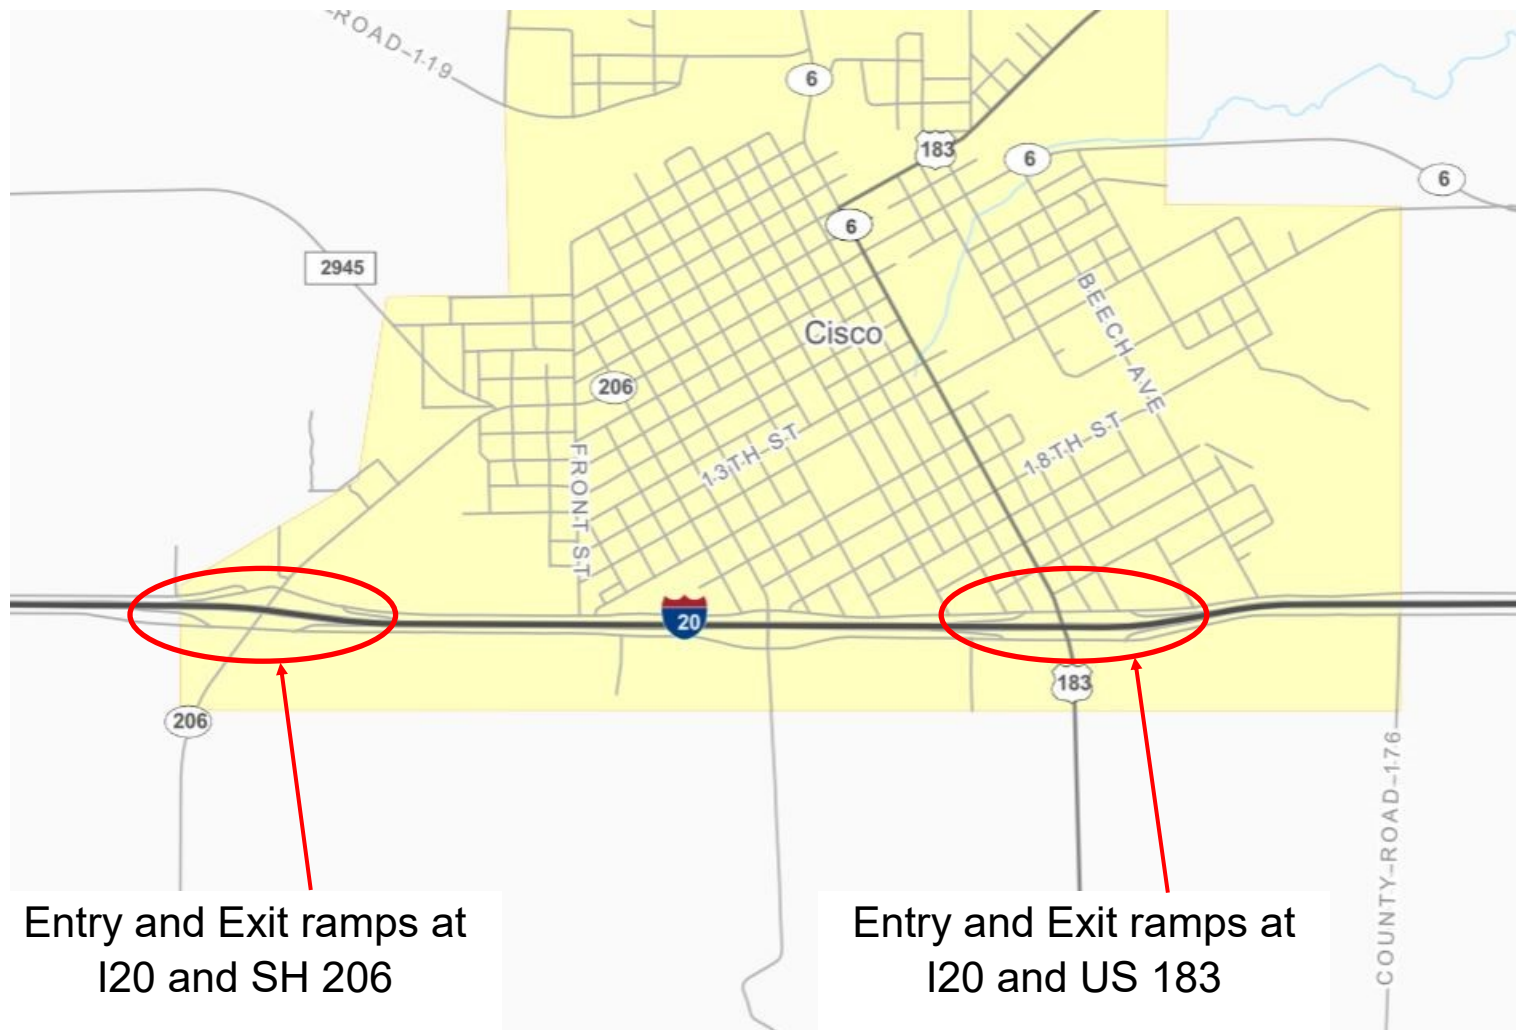 ROAD 119
6
183
6
6
6
2945
BEECH AVE
Cisco
206
13TH ST
18TH ST
FRONT ST
20
183
206
COUNTY ROAD 176
Entry and Exit ramps at
I20 and SH 206
Entry and Exit ramps at
I20 and US 183